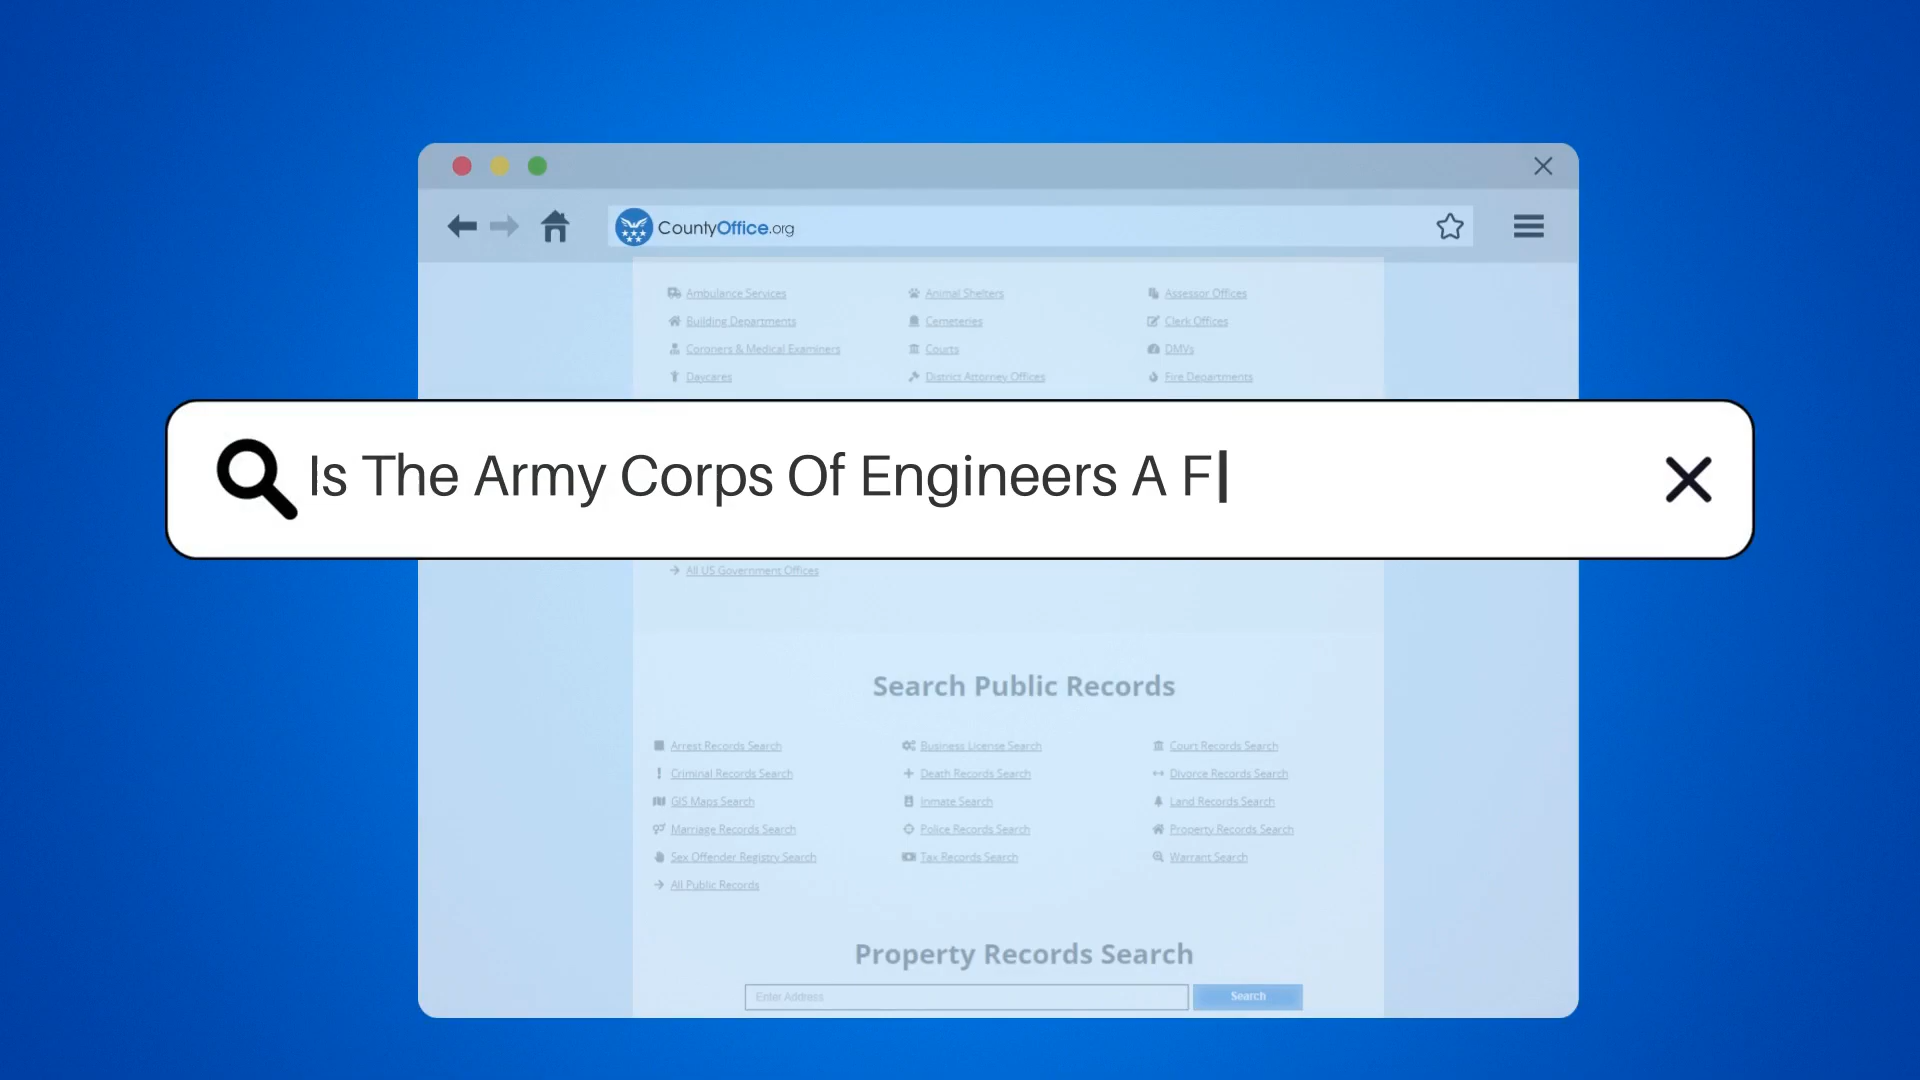 CountyOffice.org
Ambulance Services Animal Shelters Assessor Offices
Building Departments Cemeteries Clerk Offices
Coroners & Medical Examiners Courts DMVs
Daycares District Attorney Offices Fire Departments
Is The Army Corps Of Engineers A F
All US Government Offices
Search Public Records
Arrest Records Search Business License Search Court Records Search
Criminal Records Search Death Records Search Divorce Records Search
GIS Maps Search Inmate Search Land Records Search
Marriage Records Search Police Records Search Property Records Search
Sex Offender Registry Search Tax Records Search Warrant Search
All Public Records
Property Records Search
Enter Address Search